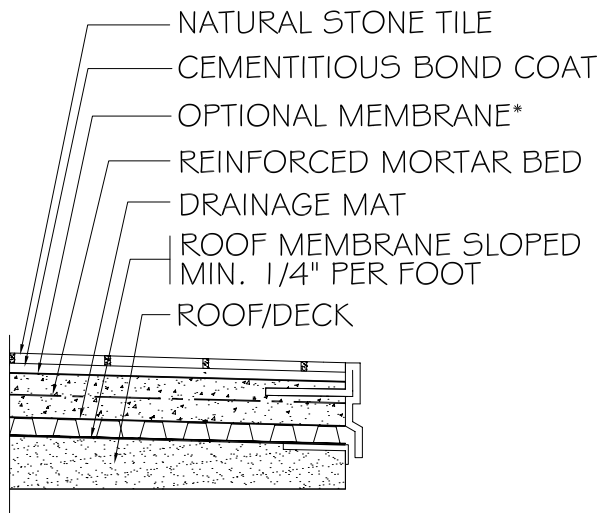 NATURAL STONE TILE
CEMENTITIOUS BOND COAT
OPTIONAL MEMBRANE*
REINFORCED MORTAR BED
DRAINAGE MAT
ROOF MEMBRANE SLOPED
MIN. 1/4" PER FOOT
ROOF/DECK